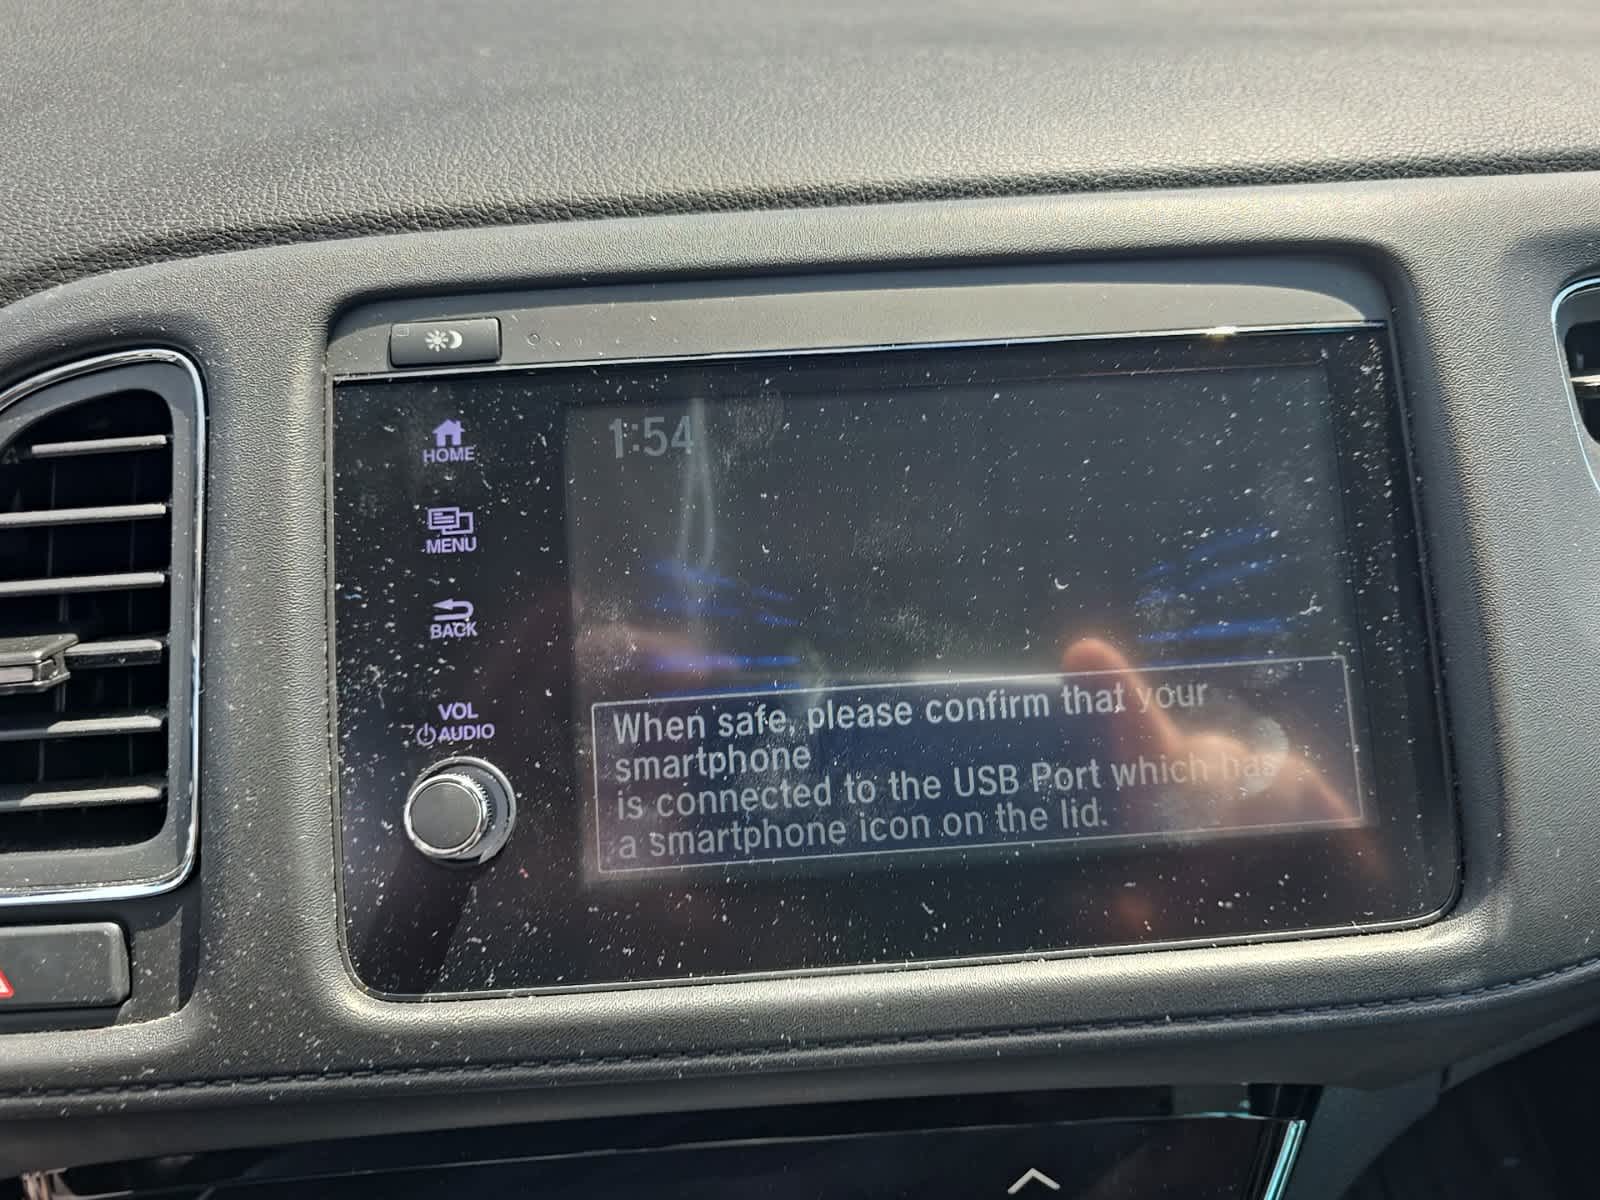 1:54
HOME
MENU
BACK
VOL
AUDIO
When safe, please confirm that your
smartphone
is connected to the USB Port which has
a smartphone icon on the lid.